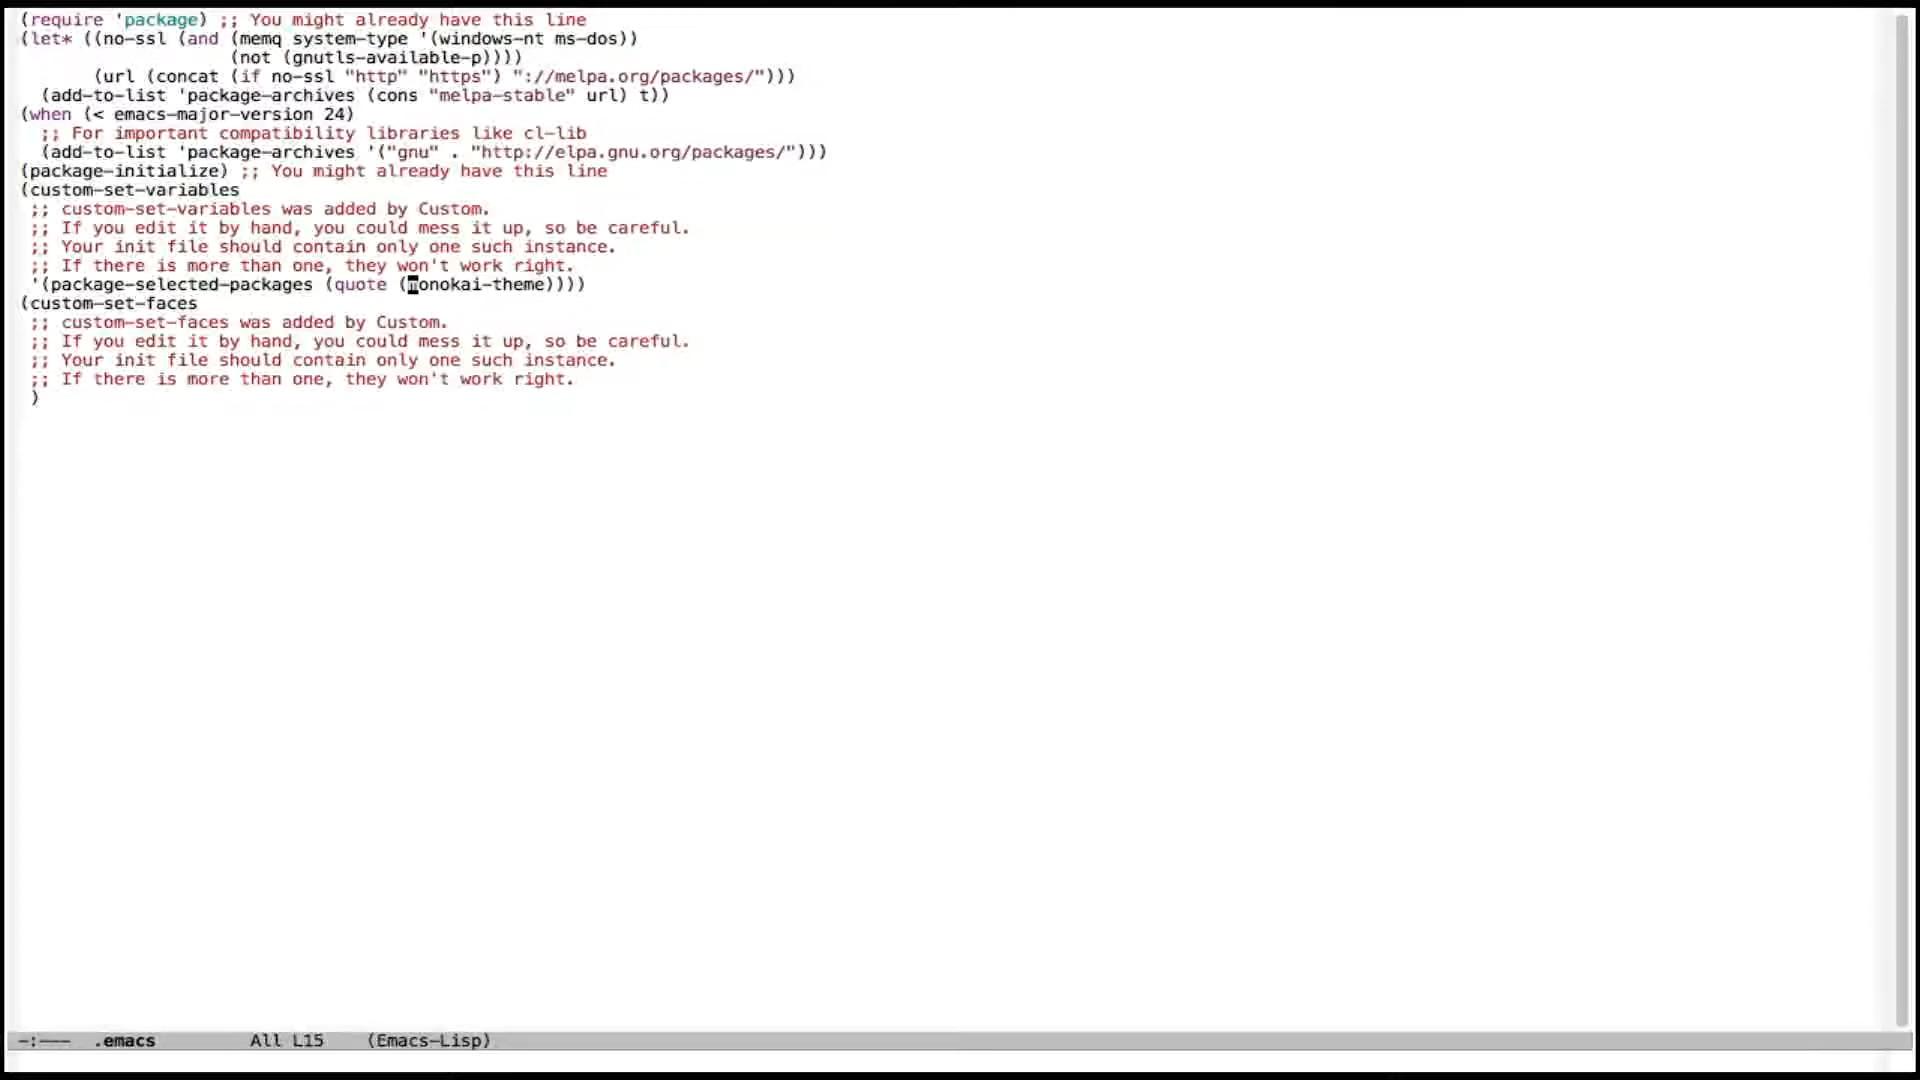 (require 'package) ;; You might already have this line
(let* ((no-ssl (and (memq system-type '(windows-nt ms-dos))
                    (not (gnutls-available-p))))
       (url (concat (if no-ssl "http" "https") "://melpa.org/packages/")))
  (add-to-list 'package-archives (cons "melpa-stable" url) t))
(when (< emacs-major-version 24)
  ;; For important compatibility libraries like cl-lib
  (add-to-list 'package-archives '("gnu" . "http://elpa.gnu.org/packages/")))
(package-initialize) ;; You might already have this line
(custom-set-variables
 ;; custom-set-variables was added by Custom.
 ;; If you edit it by hand, you could mess it up, so be careful.
 ;; Your init file should contain only one such instance.
 ;; If there is more than one, they won't work right.
 '(package-selected-packages (quote (monokai-theme))))
(custom-set-faces
 ;; custom-set-faces was added by Custom.
 ;; If you edit it by hand, you could mess it up, so be careful.
 ;; Your init file should contain only one such instance.
 ;; If there is more than one, they won't work right.
 )
-:---  .emacs         All L15    (Emacs-Lisp)